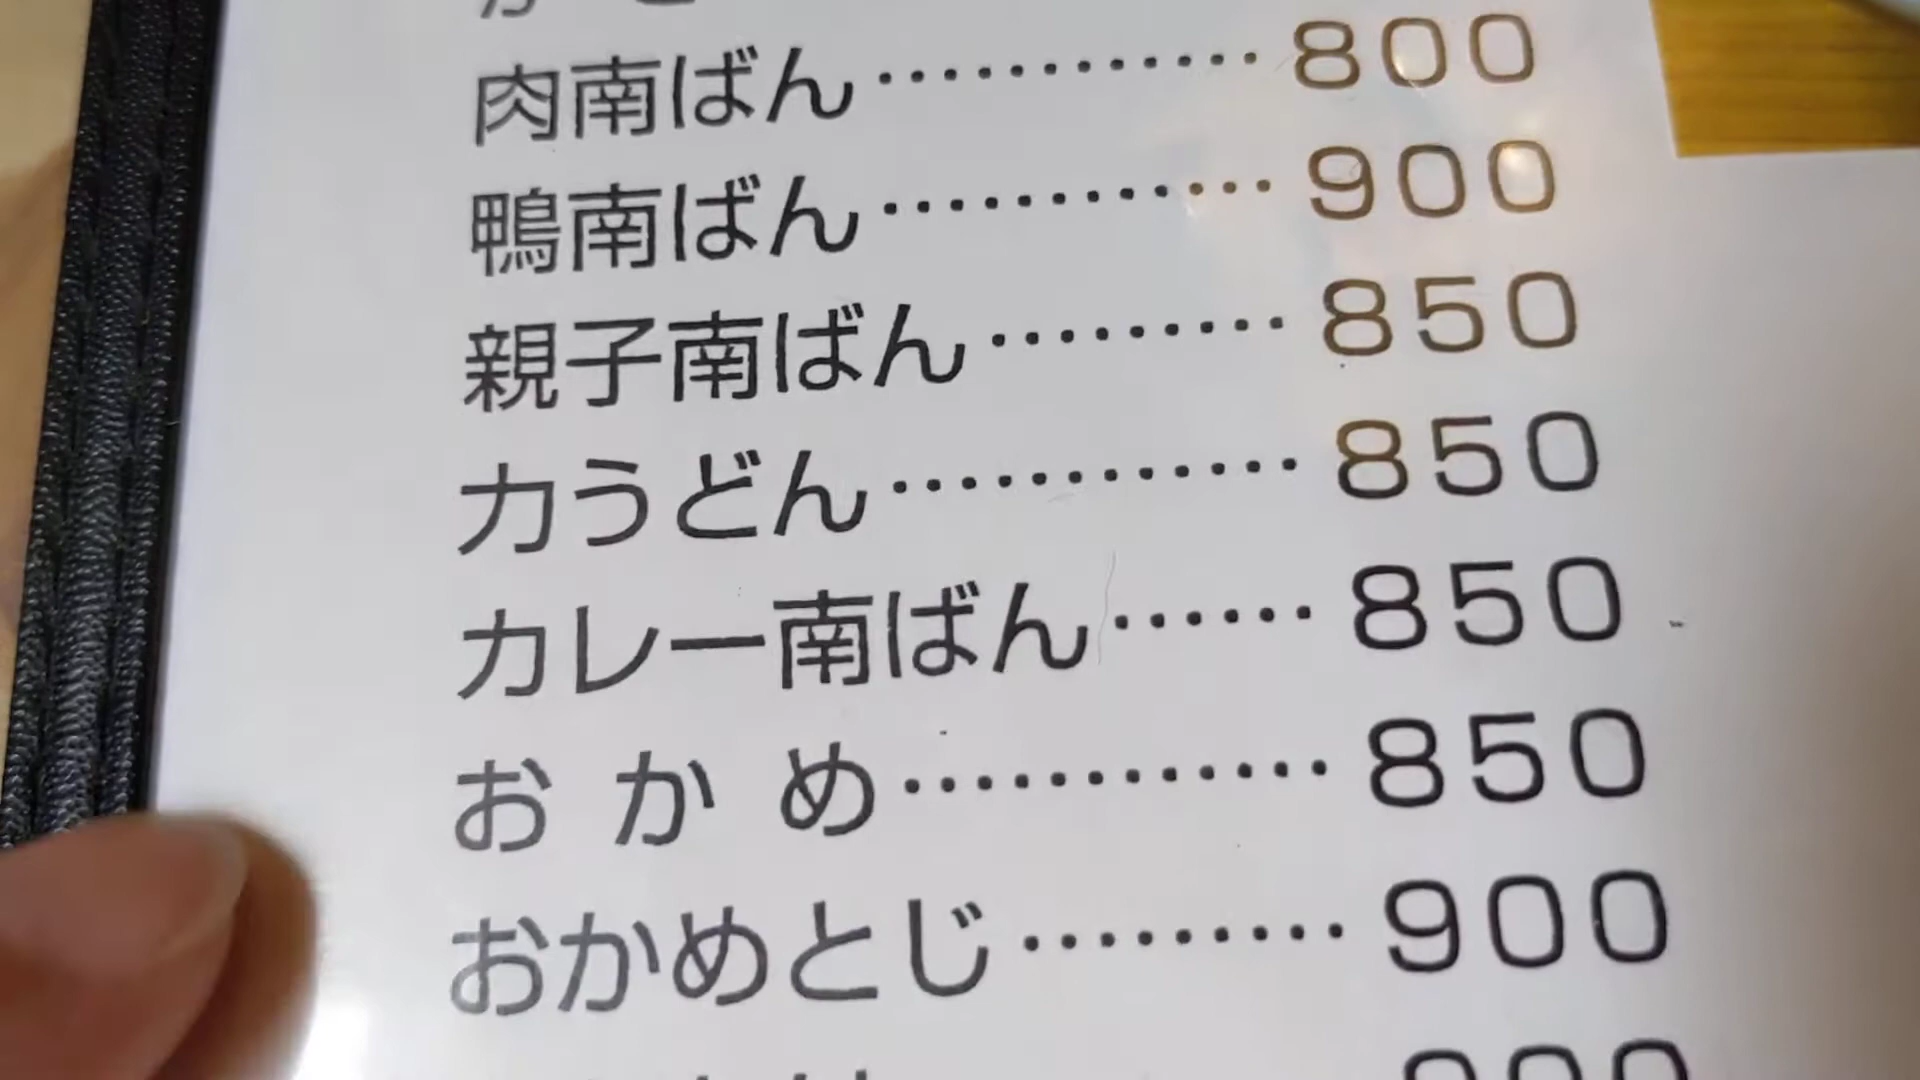 肉南ばん…………800
鴨南ばん…………900
親子南ばん………850
力うどん…………850
カレー南ばん……850
おかめ…………850
おかめとじ………900